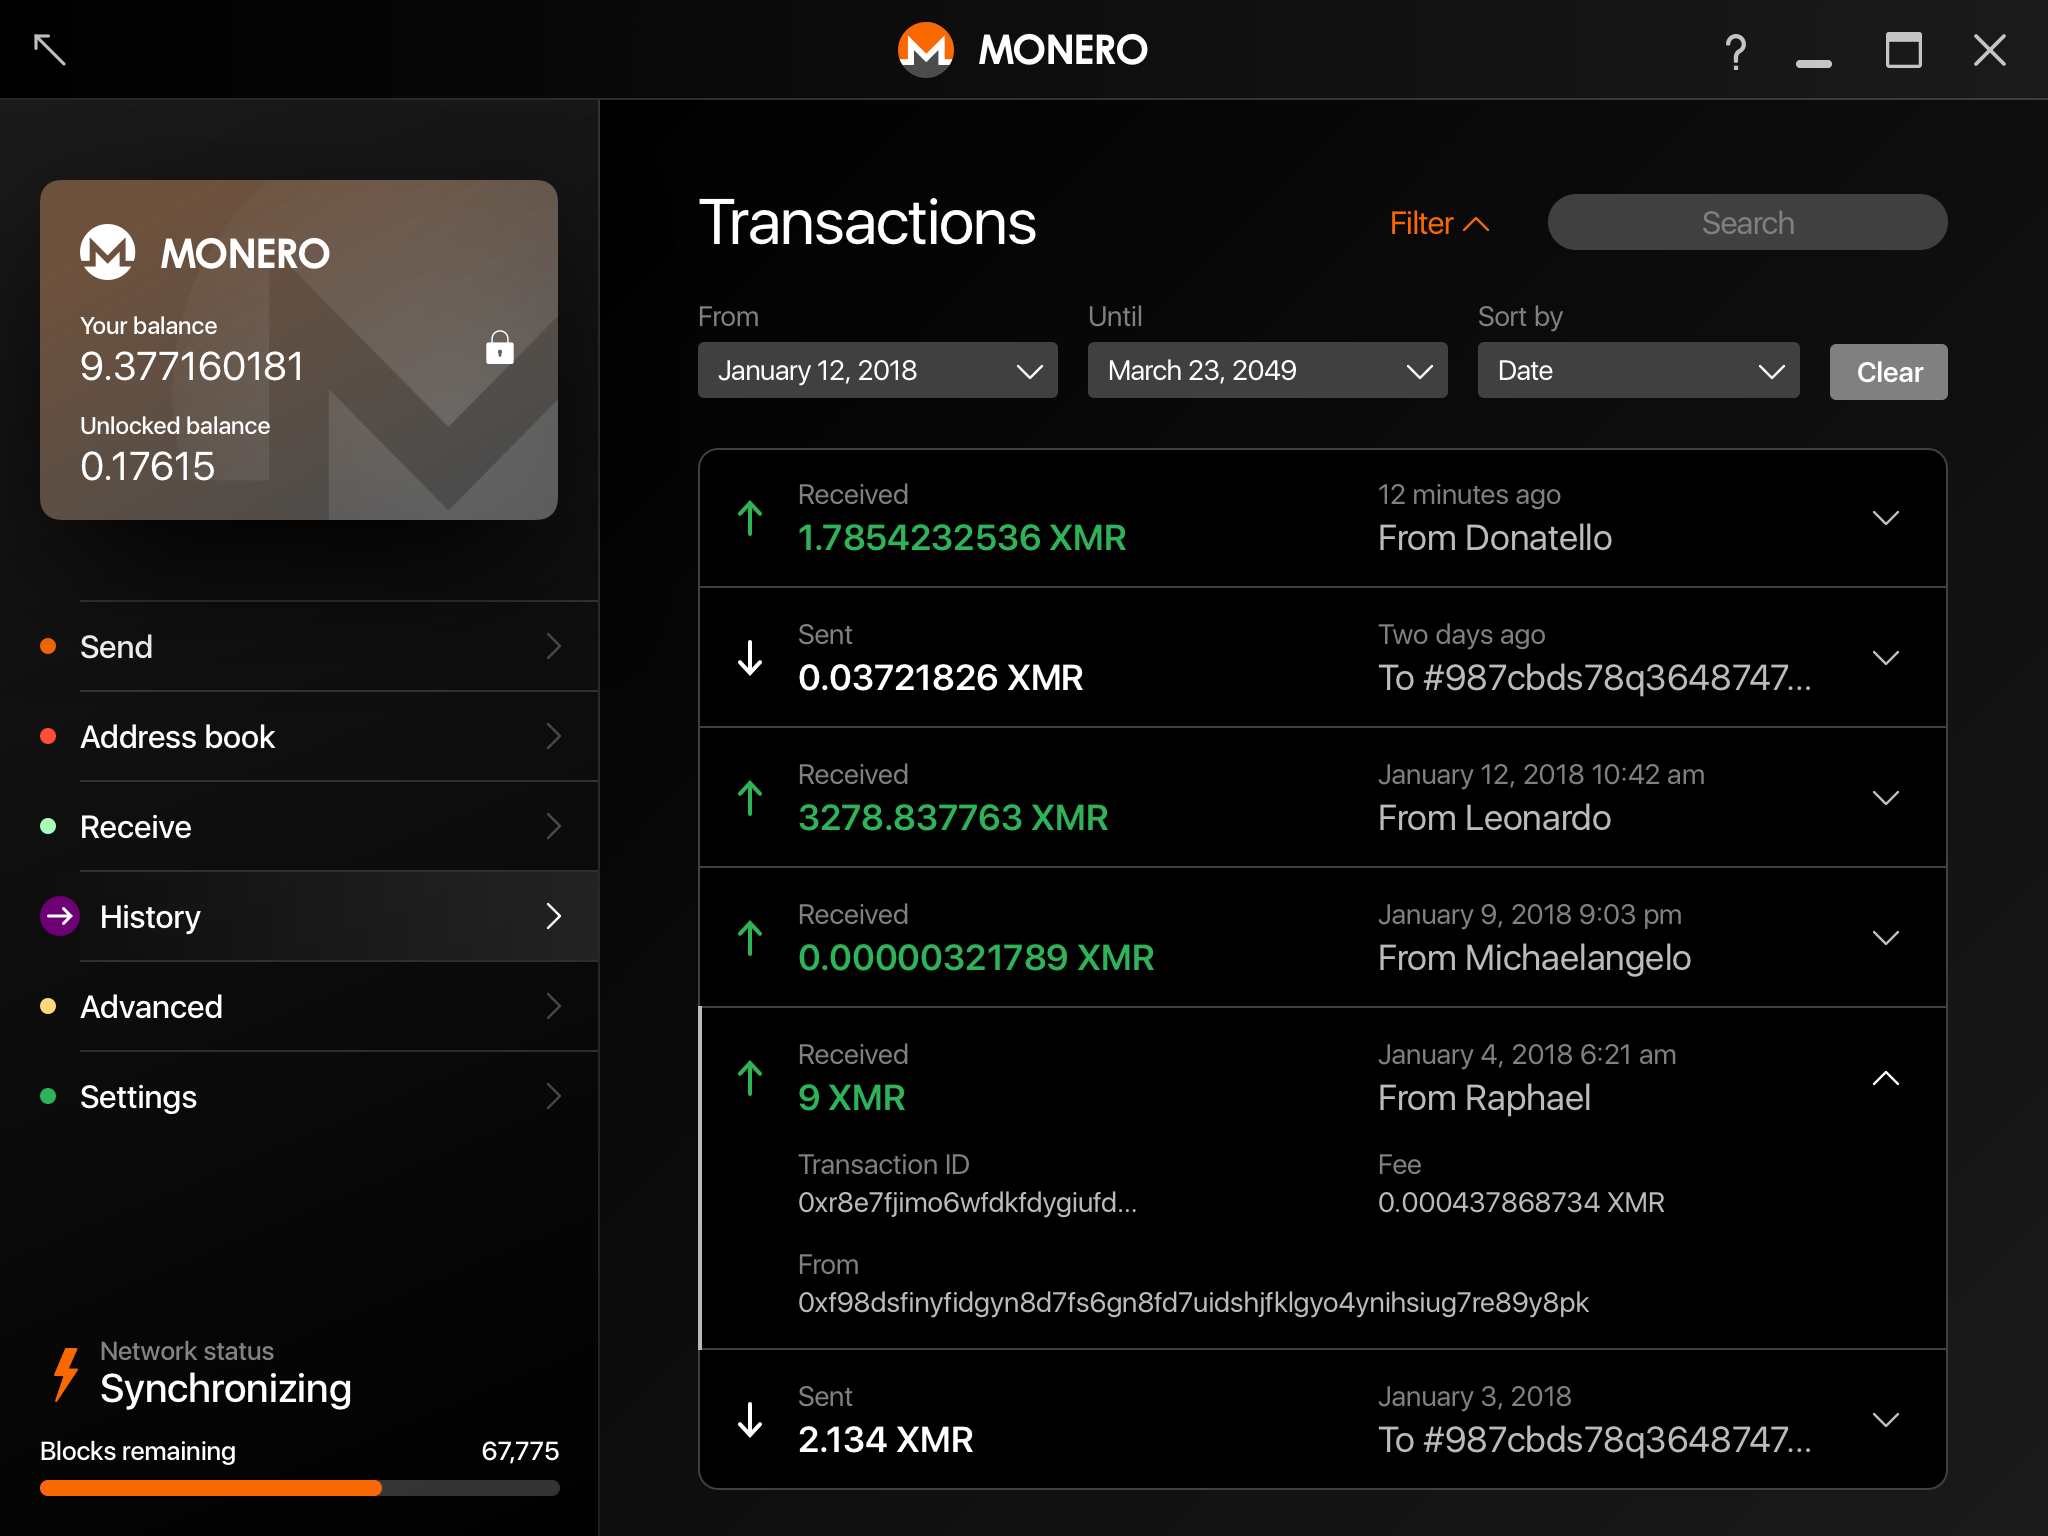 MONERO
?
MONERO
Your balance
9.377160181
Unlocked balance
0.17615
Send
Address book
Receive
History
Advanced
Settings
Network status
Synchronizing
Blocks remaining 67,775
Transactions
Filter
Search
From
January 12, 2018
Until
March 23, 2049
Sort by
Date
Clear
Received
1.7854232536 XMR
12 minutes ago
From Donatello
Sent
0.03721826 XMR
Two days ago
To #987cbds78q3648747...
Received
3278.837763 XMR
January 12, 2018 10:42 am
From Leonardo
Received
0.00000321789 XMR
January 9, 2018 9:03 pm
From Michaelangelo
Received
9 XMR
January 4, 2018 6:21 am
From Raphael
Transaction ID
0xr8e7fjimo6wfdkfdygiufd...
Fee
0.000437868734 XMR
From
0xf98dsfinyfidgyn8d7fs6gn8fd7uidshjfklgyo4ynihsiug7re89y8pk
Sent
2.134 XMR
January 3, 2018
To #987cbds78q3648747...